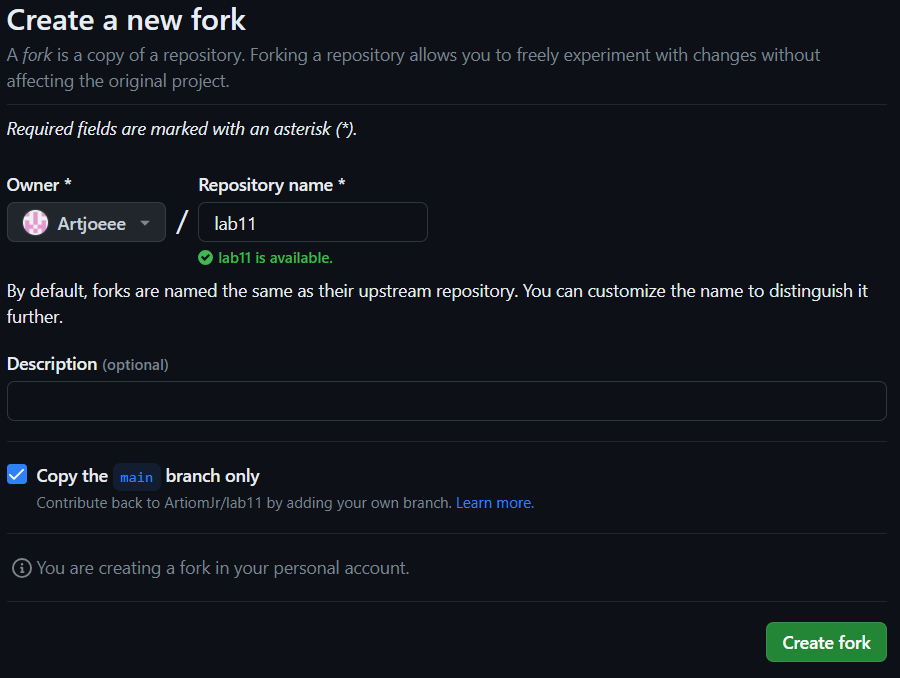 Create a new fork
A fork is a copy of a repository. Forking a repository allows you to freely experiment with changes without
affecting the original project.
Required fields are marked with an asterisk (*).
Owner *
Repository name *
Artjoeee
/
lab11
lab11 is available.
By default, forks are named the same as their upstream repository. You can customize the name to distinguish it
further.
Description (optional)
Copy the main branch only
Contribute back to ArtiomJr/lab11 by adding your own branch. Learn more.
You are creating a fork in your personal account.
Create fork